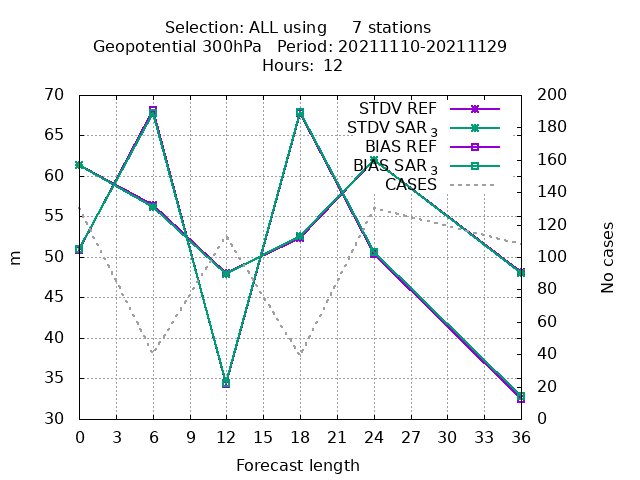 Selection: ALL using     7 stations
Geopotential 300hPa   Period: 20211110-20211129
Hours: 12
STDV REF
STDV SAR 3
BIAS REF
BIAS SAR 3
CASES
70
65
60
55
50
45
40
35
30
m
200
180
160
140
120
100
80
60
40
20
0
No cases
0 3 6 9 12 15 18 21 24 27 30 33 36
Forecast length